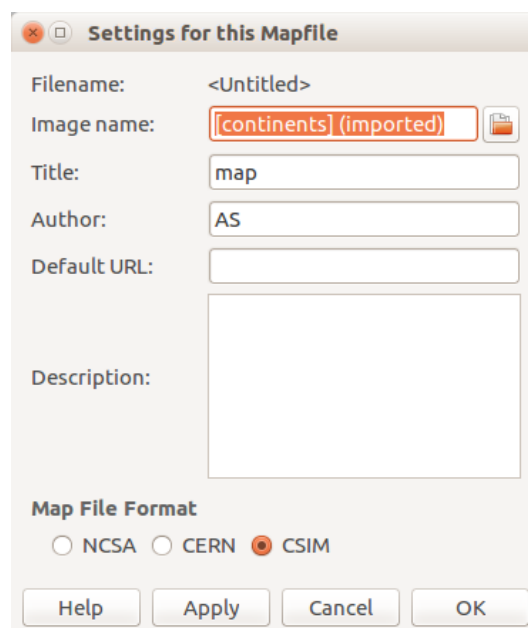 Settings for this Mapfile
Filename: <Untitled>
Image name: [continents] (imported)
Title: map
Author: AS
Default URL:
Description:
Map File Format
NCSA CERN CSIM
Help Apply Cancel OK